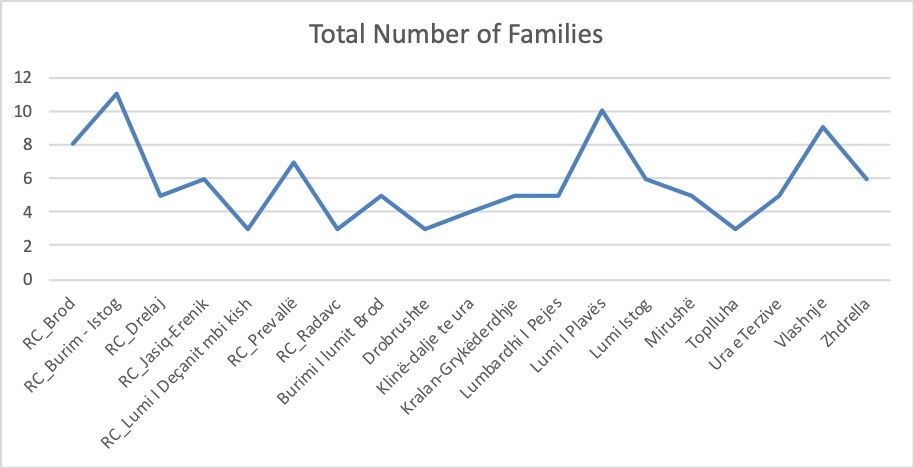 Total Number of Families
12
10
8
6
4
2
0
RC_Brod
RC_Burim - Istog
RC_Drelaj
RC_Jasiq-Erenik
RC_Lumi I Deçanit mbi kish
RC_Prevallë
RC_Radavc
Burimi I lumit Brod
Drobrushte
Klinë-dalje te ura
Kralan-Grykëderdhje
Lumbardhi I Pejes
Lumi I Plavës
Lumi Istog
Mirushë
Toplluha
Ura e Terzive
Vlashnje
Zhdrella